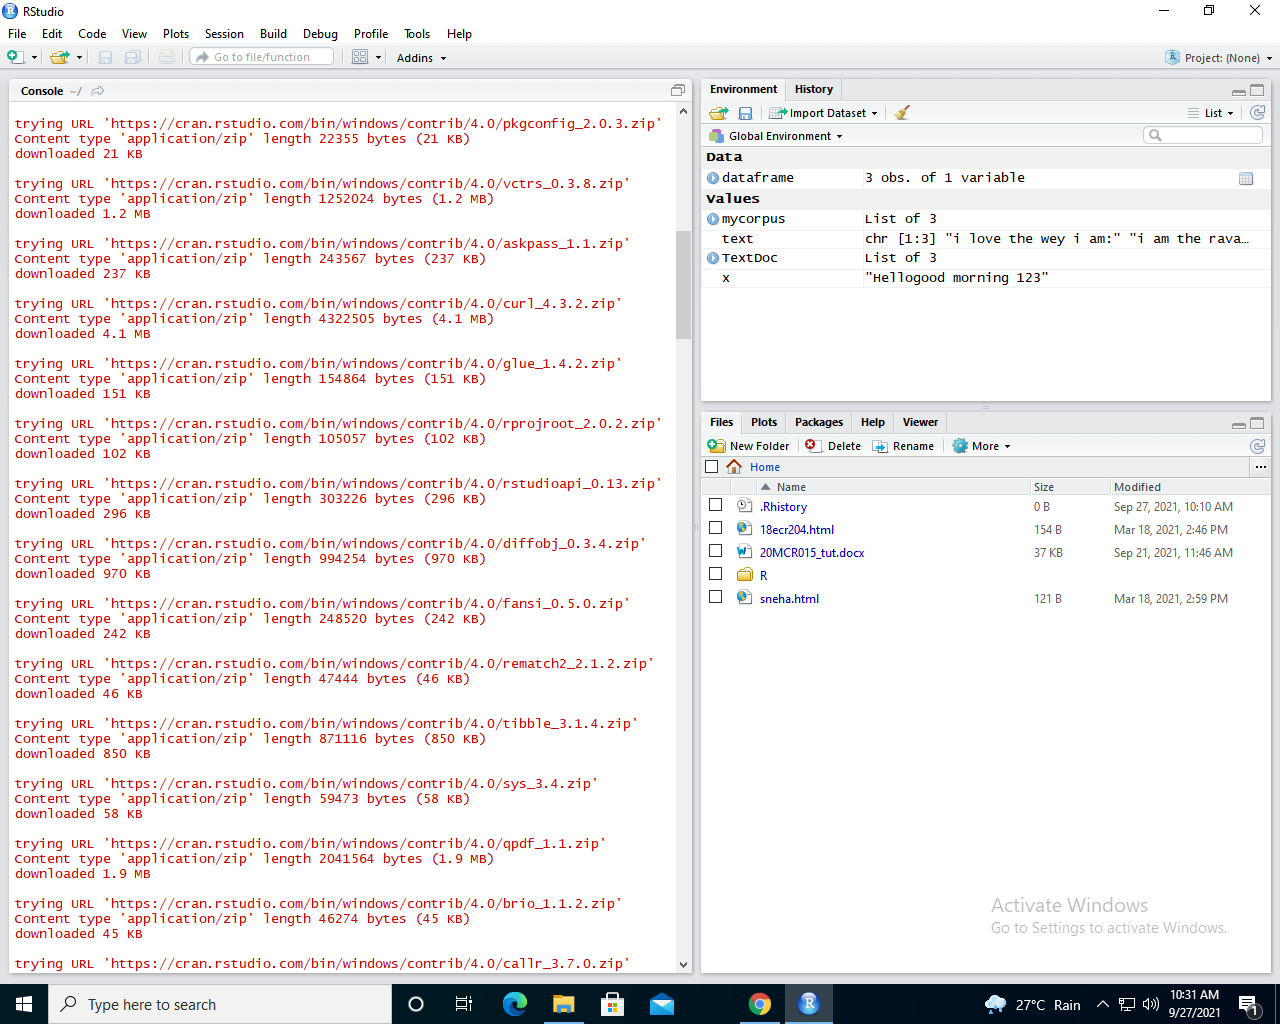 RStudio
File Edit Code View Plots Session Build Debug Profile Tools Help
Go to file/function Addins Project: (None)
Console ~/
trying URL 'https://cran.rstudio.com/bin/windows/contrib/4.0/pkgconfig_2.0.3.zip'
Content type 'application/zip' length 22355 bytes (21 KB)
downloaded 21 KB
trying URL 'https://cran.rstudio.com/bin/windows/contrib/4.0/vctrs_0.3.8.zip'
Content type 'application/zip' length 1252024 bytes (1.2 MB)
downloaded 1.2 MB
trying URL 'https://cran.rstudio.com/bin/windows/contrib/4.0/askpass_1.1.zip'
Content type 'application/zip' length 243567 bytes (237 KB)
downloaded 237 KB
trying URL 'https://cran.rstudio.com/bin/windows/contrib/4.0/curl_4.3.2.zip'
Content type 'application/zip' length 4322505 bytes (4.1 MB)
downloaded 4.1 MB
trying URL 'https://cran.rstudio.com/bin/windows/contrib/4.0/glue_1.4.2.zip'
Content type 'application/zip' length 154864 bytes (151 KB)
downloaded 151 KB
trying URL 'https://cran.rstudio.com/bin/windows/contrib/4.0/rprojroot_2.0.2.zip'
Content type 'application/zip' length 105057 bytes (102 KB)
downloaded 102 KB
trying URL 'https://cran.rstudio.com/bin/windows/contrib/4.0/rstudioapi_0.13.zip'
Content type 'application/zip' length 303226 bytes (296 KB)
downloaded 296 KB
trying URL 'https://cran.rstudio.com/bin/windows/contrib/4.0/diffobj_0.3.4.zip'
Content type 'application/zip' length 994254 bytes (970 KB)
downloaded 970 KB
trying URL 'https://cran.rstudio.com/bin/windows/contrib/4.0/fansi_0.5.0.zip'
Content type 'application/zip' length 248520 bytes (242 KB)
downloaded 242 KB
trying URL 'https://cran.rstudio.com/bin/windows/contrib/4.0/rematch2_2.1.2.zip'
Content type 'application/zip' length 47444 bytes (46 KB)
downloaded 46 KB
trying URL 'https://cran.rstudio.com/bin/windows/contrib/4.0/tibble_3.1.4.zip'
Content type 'application/zip' length 871116 bytes (850 KB)
downloaded 850 KB
trying URL 'https://cran.rstudio.com/bin/windows/contrib/4.0/sys_3.4.zip'
Content type 'application/zip' length 59473 bytes (58 KB)
downloaded 58 KB
trying URL 'https://cran.rstudio.com/bin/windows/contrib/4.0/qpdf_1.1.zip'
Content type 'application/zip' length 2041564 bytes (1.9 MB)
downloaded 1.9 MB
trying URL 'https://cran.rstudio.com/bin/windows/contrib/4.0/brio_1.1.2.zip'
Content type 'application/zip' length 46274 bytes (45 KB)
downloaded 45 KB
trying URL 'https://cran.rstudio.com/bin/windows/contrib/4.0/callr_3.7.0.zip'
Environment History
Import Dataset List
Global Environment
Data
dataframe 3 obs. of 1 variable
Values
mycorpus List of 3
text chr [1:3] "i love the wey i am:" "i am the rava…
TextDoc List of 3
x "Hellogood morning 123"
Files Plots Packages Help Viewer
New Folder Delete Rename More
Home ...
Name Size Modified
.Rhistory 0 B Sep 27, 2021, 10:10 AM
18ecr204.html 154 B Mar 18, 2021, 2:46 PM
20MCR015_tut.docx 37 KB Sep 21, 2021, 11:46 AM
R
sneha.html 121 B Mar 18, 2021, 2:59 PM
Activate Windows
Go to Settings to activate Windows.
Type here to search 27°C Rain 10:31 AM
9/27/2021 1